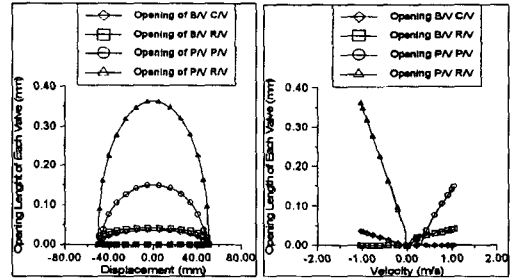 Opening of B/V C/V
Opening of B/V R/V
Opening of P/V P/V
Opening of P/V R/V
Opening Lenght of Each Valve (mm)
0.40
0.30
0.20
0.10
0.00
-80.00 -40.00 0.00 40.00 80.00
Displacement (mm)
Opening B/V C/V
Opening B/V R/V
Opening P/V P/V
Opening P/V R/V
Opening Length of Each Valve (mm)
0.40
0.30
0.20
0.10
0.00
-2.00 -1.00 0.00 1.00 2.00
Velocity (m/s)